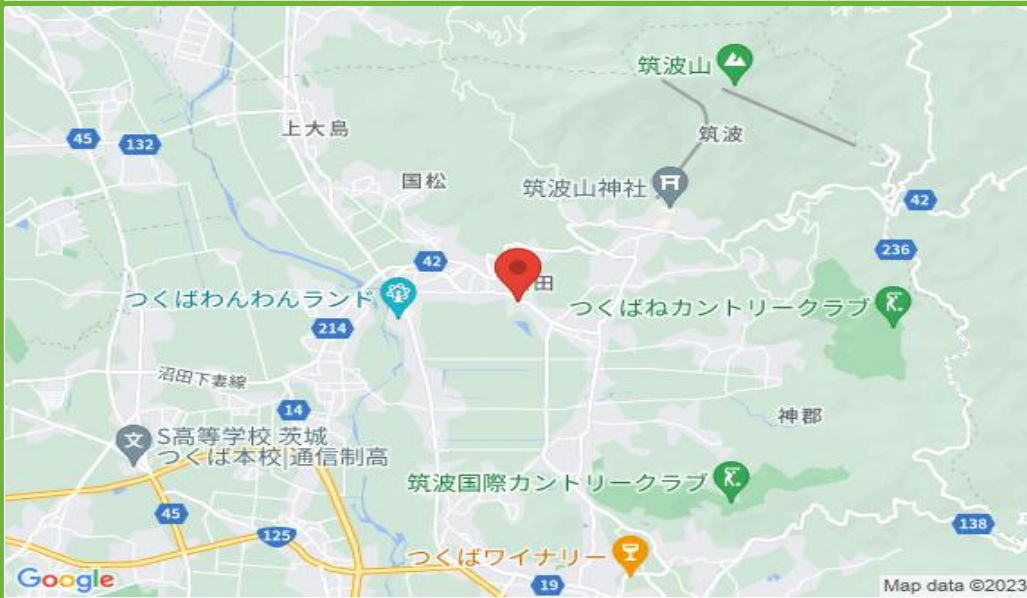 筑波山
45
132
上大島
筑波
国松
筑波山神社
42
42
236
田
つくばわんわんランド
つくばねカントリークラブ
214
沼田下妻線
14
神郡
S高等学校 茨城
つくば本校|通信制高
筑波国際カントリークラブ
45
125
138
つくばワイナリー
19
Google
Map data ©2023